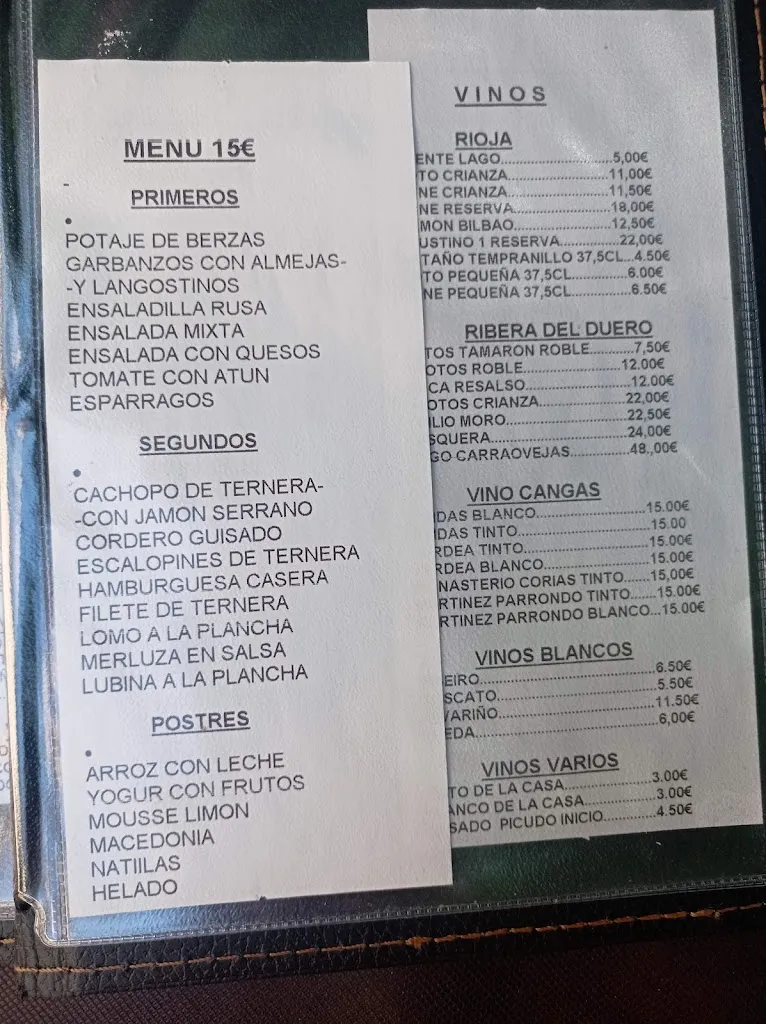 MENU 15€
PRIMEROS
POTAJE DE BERZAS
GARBANZOS CON ALMEJAS-
-Y LANGOSTINOS
ENSALADILLA RUSA
ENSALADA MIXTA
ENSALADA CON QUESOS
TOMATE CON ATUN
ESPARRAGOS
SEGUNDOS
CACHOPO DE TERNERA-
-CON JAMON SERRANO
CORDERO GUISADO
ESCALOPINES DE TERNERA
HAMBURGUESA CASERA
FILETE DE TERNERA
LOMO A LA PLANCHA
MERLUZA EN SALSA
LUBINA A LA PLANCHA
POSTRES
ARROZ CON LECHE
YOGUR CON FRUTOS
MOUSSE LIMON
MACEDONIA
NATIILAS
HELADO
VINOS
RIOJA
ENTE LAGO...5,00€
TO CRIANZA...11,00€
NE CRIANZA...11,50€
NE RESERVA...18,00€
MON BILBAO...12,50€
USTINO 1 RESERVA...22,00€
TAÑO TEMPRANILLO 37,5CL...4.50€
TO PEQUEÑA 37,5CL...6.00€
NE PEQUEÑA 37,5CL...6.50€
RIBERA DEL DUERO
TOS TAMARON ROBLE...7,50€
OTOS ROBLE...12.00€
CA RESALSO...12.00€
OTOS CRIANZA...22,00€
ILIO MORO...22,50€
SQUERA...24,00€
GO CARRAOVEJAS...48.,00€
VINO CANGAS
DAS BLANCO...15.00€
DAS TINTO...15.00
RDEA TINTO...15.00€
RDEA BLANCO...15.00€
NASTERIO CORIAS TINTO...15,00€
RTINEZ PARRONDO TINTO...15.00€
RTINEZ PARRONDO BLANCO...15.00€
VINOS BLANCOS
EIRO...6.50€
SCATO...5.50€
VARIÑO...11.50€
EDA...6,00€
VINOS VARIOS
TO DE LA CASA...3.00€
ANCO DE LA CASA...3.00€
SADO PICUDO INICIO...4.50€